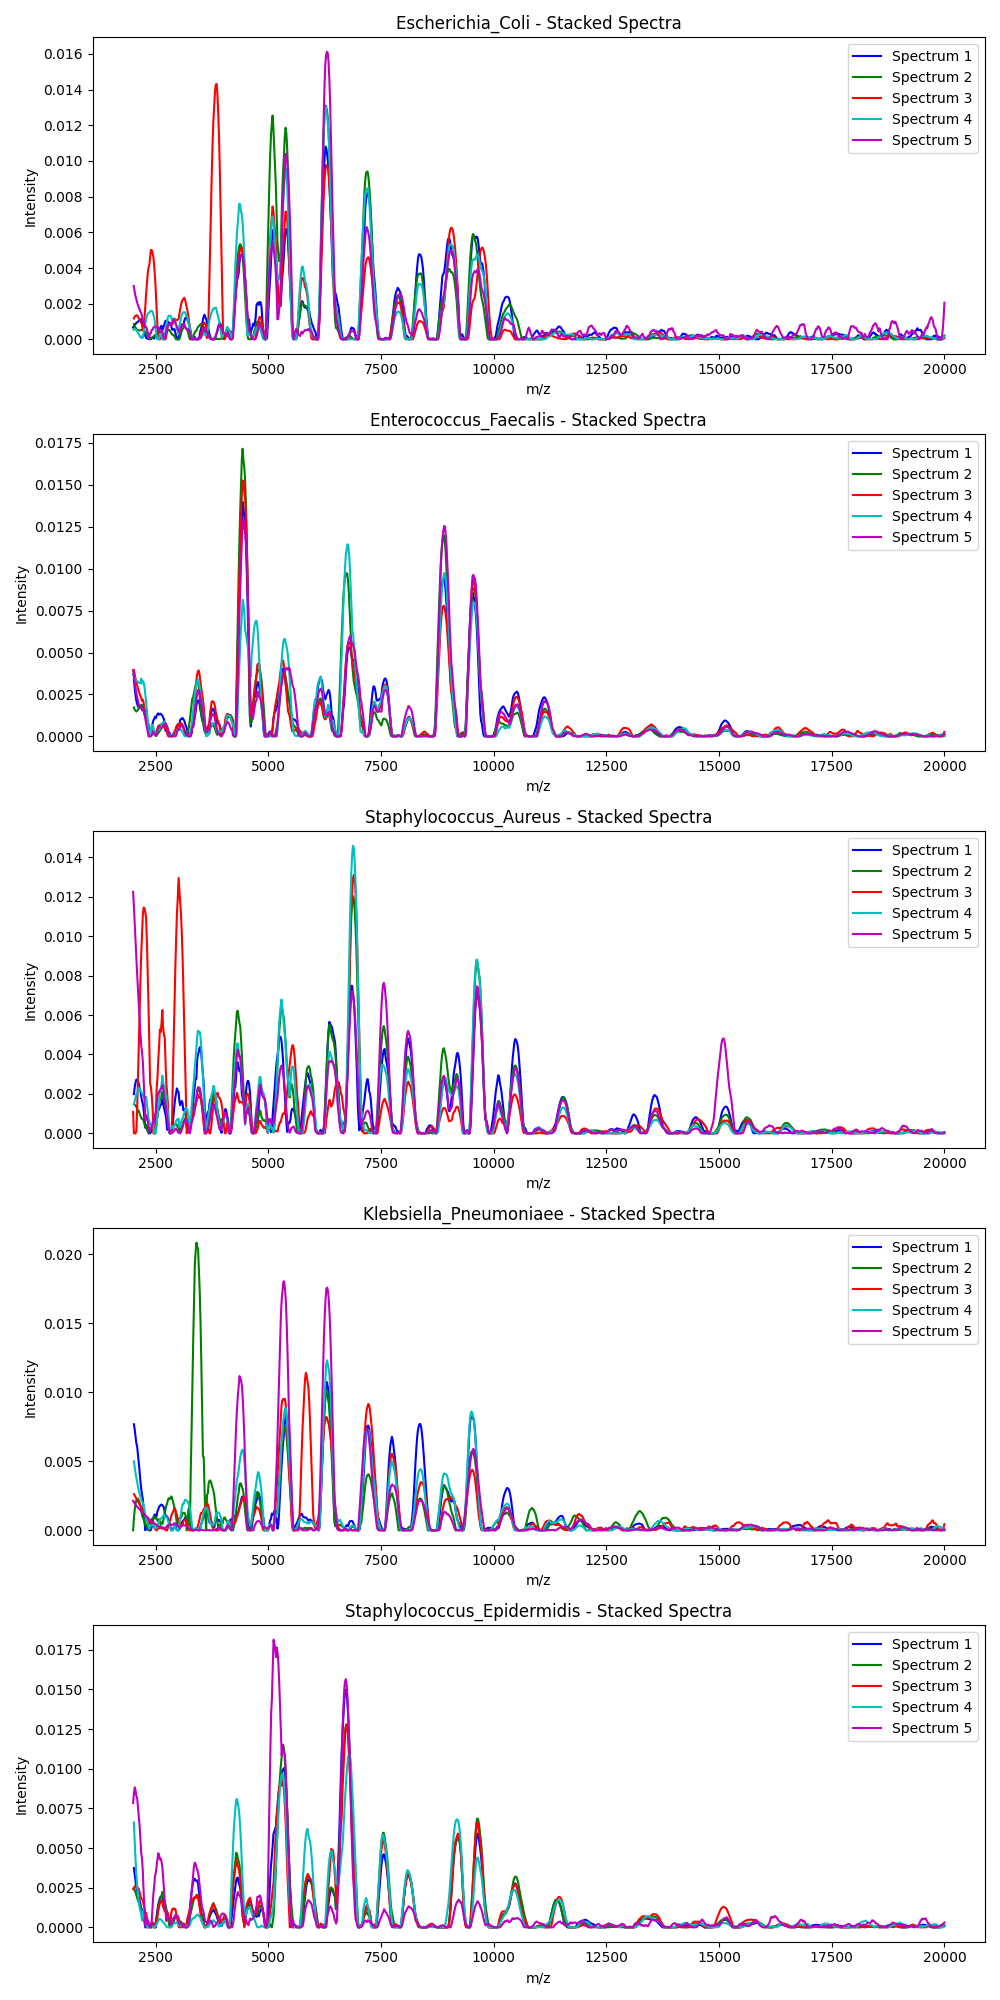 Escherichia_Coli - Stacked Spectra
0.016
0.014
0.012
0.010
0.008
0.006
0.004
0.002
0.000
Intensity
Spectrum 1
Spectrum 2
Spectrum 3
Spectrum 4
Spectrum 5
2500 5000 7500 10000 12500 15000 17500 20000
m/z
Enterococcus_Faecalis - Stacked Spectra
0.0175
0.0150
0.0125
0.0100
0.0075
0.0050
0.0025
0.0000
Intensity
Spectrum 1
Spectrum 2
Spectrum 3
Spectrum 4
Spectrum 5
2500 5000 7500 10000 12500 15000 17500 20000
m/z
Staphylococcus_Aureus - Stacked Spectra
0.014
0.012
0.010
0.008
0.006
0.004
0.002
0.000
Intensity
Spectrum 1
Spectrum 2
Spectrum 3
Spectrum 4
Spectrum 5
2500 5000 7500 10000 12500 15000 17500 20000
m/z
Klebsiella_Pneumoniaee - Stacked Spectra
0.020
0.015
0.010
0.005
0.000
Intensity
Spectrum 1
Spectrum 2
Spectrum 3
Spectrum 4
Spectrum 5
2500 5000 7500 10000 12500 15000 17500 20000
m/z
Staphylococcus_Epidermidis - Stacked Spectra
0.0175
0.0150
0.0125
0.0100
0.0075
0.0050
0.0025
0.0000
Intensity
Spectrum 1
Spectrum 2
Spectrum 3
Spectrum 4
Spectrum 5
2500 5000 7500 10000 12500 15000 17500 20000
m/z